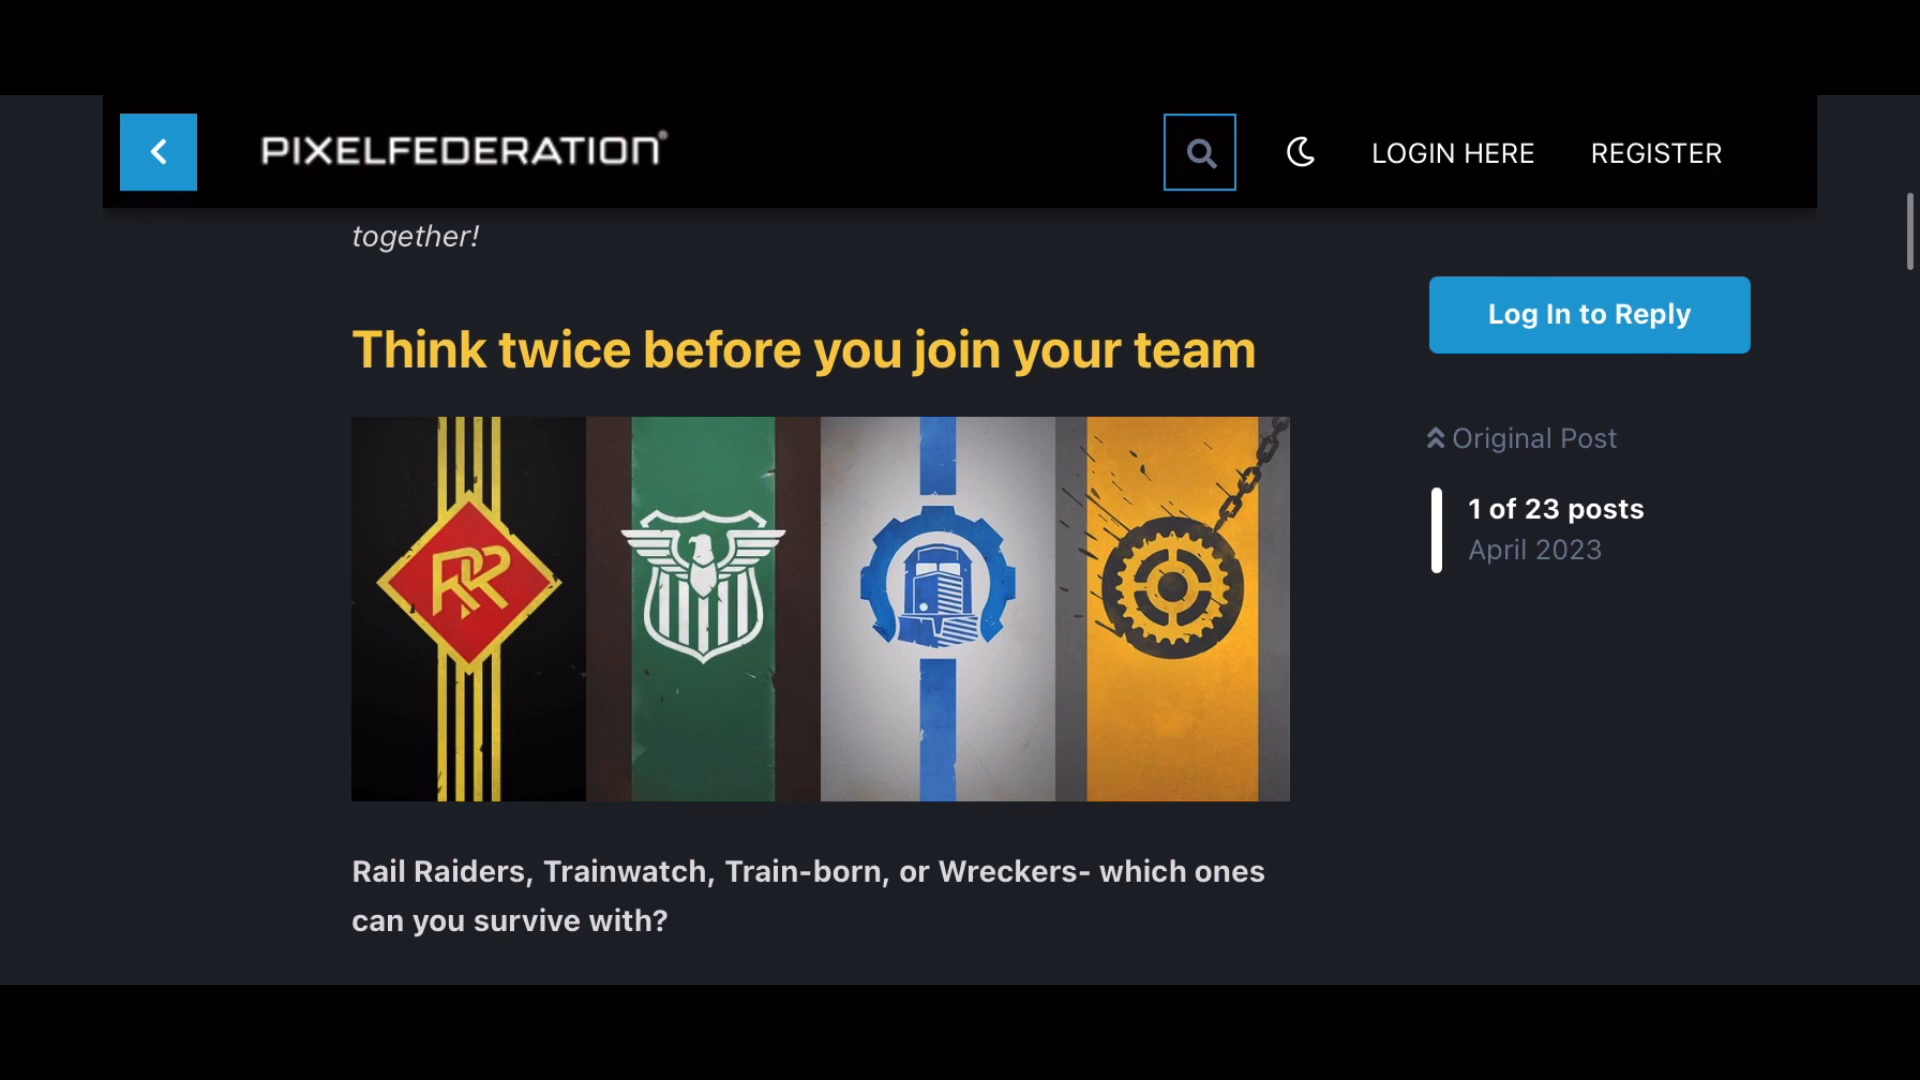 PIXELFEDERATION®
LOGIN HERE
REGISTER
together!
Log In to Reply
Think twice before you join your team
Original Post
1 of 23 posts
April 2023
RR
Rail Raiders, Trainwatch, Train-born, or Wreckers- which ones
can you survive with?